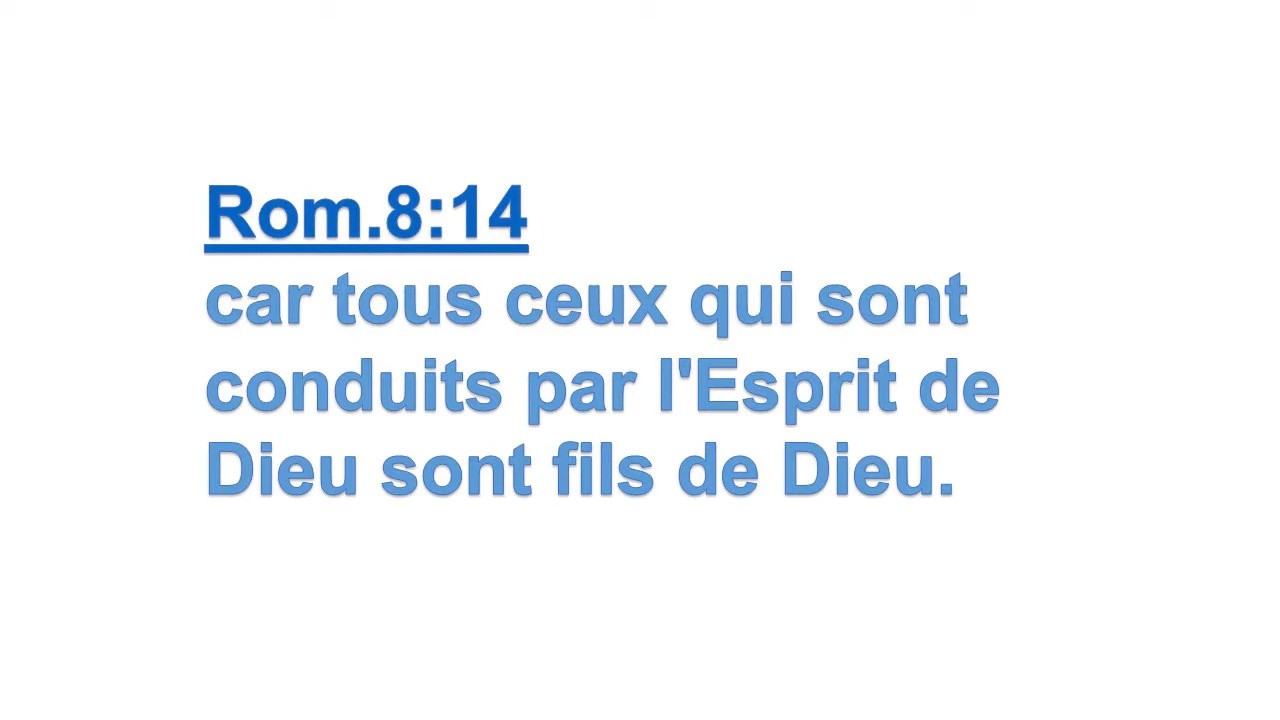 Rom.8:14
car tous ceux qui sont
conduits par l'Esprit de
Dieu sont fils de Dieu.